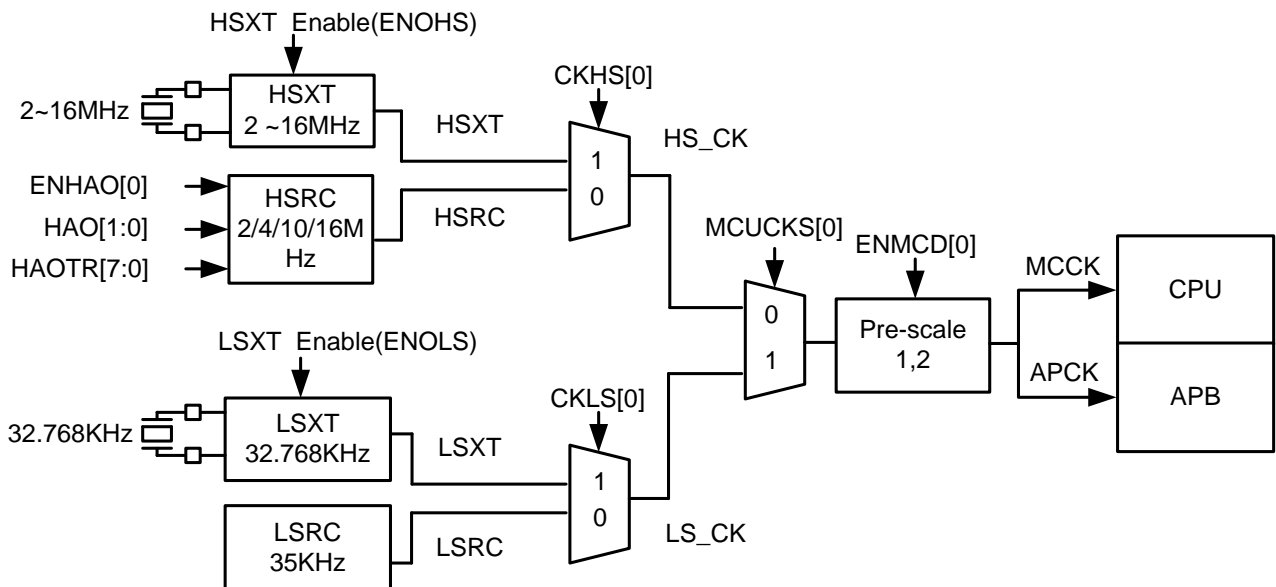 HSXT Enable(ENOHS)
2~16MHz
HSXT
2 ~16MHz
HSXT
CKHS[0]
1
0
HS_CK
ENHAO[0]
HAO[1:0]
HAOTR[7:0]
HSRC
2/4/10/16M
Hz
HSRC
MCUCKS[0]
0
1
ENMCD[0]
Pre-scale
1,2
MCCK
CPU
APCK
APB
LSXT Enable(ENOLS)
32.768KHz
LSXT
32.768KHz
LSXT
CKLS[0]
1
0
LS_CK
LSRC
35KHz
LSRC